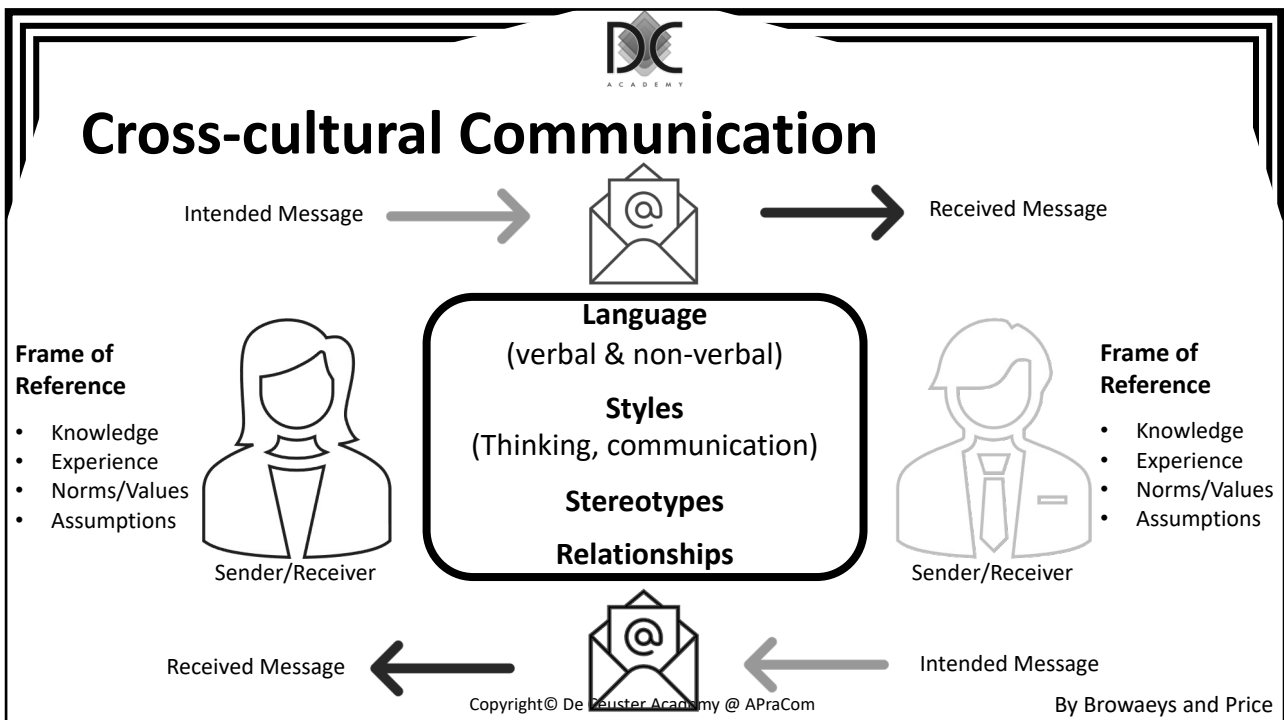 DC
ACADEMY
Cross-cultural Communication
Intended Message
@
Received Message
Frame of
Reference
• Knowledge
• Experience
• Norms/Values
• Assumptions
Sender/Receiver
Language
(verbal & non-verbal)
Styles
(Thinking, communication)
Stereotypes
Relationships
Frame of
Reference
• Knowledge
• Experience
• Norms/Values
• Assumptions
Sender/Receiver
Received Message
@
Intended Message
Copyright© De Ceuster Academy @ APraCom
By Browaeys and Price